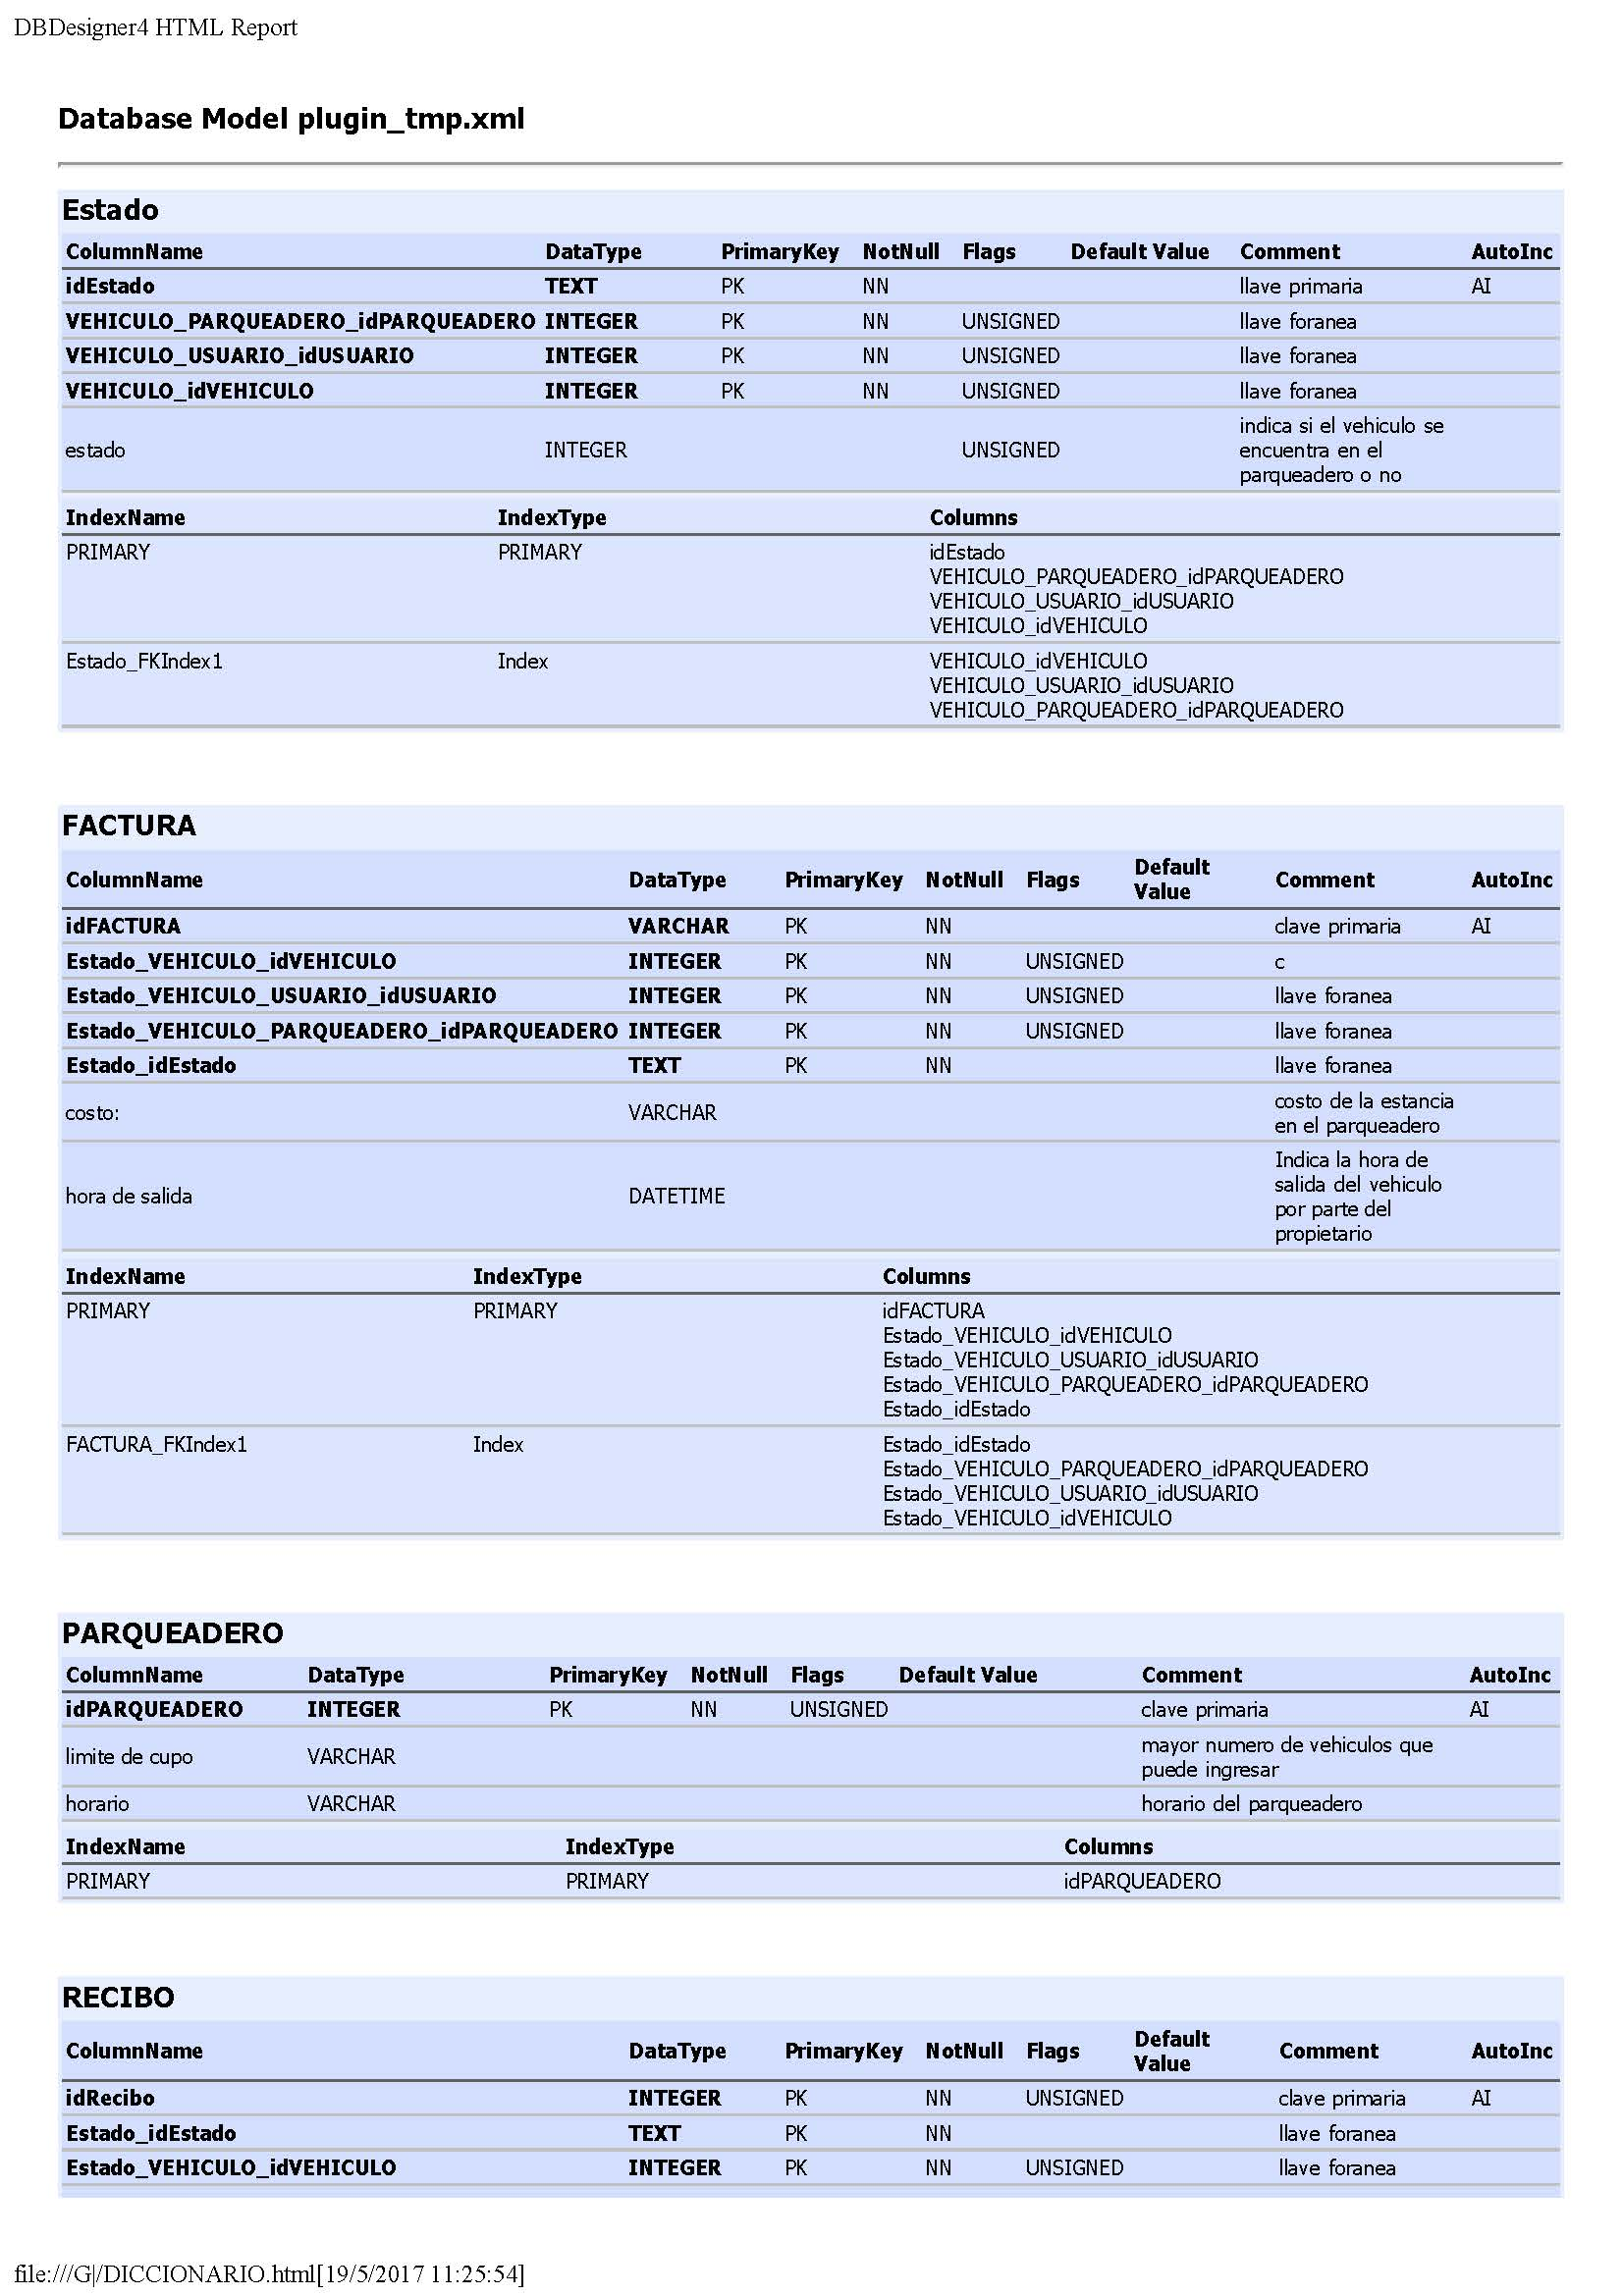 DBDesigner4 HTML Report
Database Model plugin_tmp.xml
Estado
ColumnName DataType PrimaryKey NotNull Flags Default Value Comment AutoInc
idEstado TEXT PK NN llave primaria AI
VEHICULO_PARQUEADERO_idPARQUEADERO INTEGER PK NN UNSIGNED llave foranea
VEHICULO_USUARIO_idUSUARIO INTEGER PK NN UNSIGNED llave foranea
VEHICULO_idVEHICULO INTEGER PK NN UNSIGNED llave foranea
estado INTEGER UNSIGNED indica si el vehiculo se
encuentra en el
parqueadero o no
IndexName IndexType Columns
PRIMARY PRIMARY idEstado
VEHICULO_PARQUEADERO_idPARQUEADERO
VEHICULO_USUARIO_idUSUARIO
VEHICULO_idVEHICULO
Estado_FKIndex1 Index VEHICULO_idVEHICULO
VEHICULO_USUARIO_idUSUARIO
VEHICULO_PARQUEADERO_idPARQUEADERO
FACTURA
ColumnName DataType PrimaryKey NotNull Flags Default
Value Comment AutoInc
idFACTURA VARCHAR PK NN clave primaria AI
Estado_VEHICULO_idVEHICULO INTEGER PK NN UNSIGNED c
Estado_VEHICULO_USUARIO_idUSUARIO INTEGER PK NN UNSIGNED llave foranea
Estado_VEHICULO_PARQUEADERO_idPARQUEADERO INTEGER PK NN UNSIGNED llave foranea
Estado_idEstado TEXT PK NN llave foranea
costo: VARCHAR costo de la estancia
en el parqueadero
hora de salida DATETIME Indica la hora de
salida del vehiculo
por parte del
propietario
IndexName IndexType Columns
PRIMARY PRIMARY idFACTURA
Estado_VEHICULO_idVEHICULO
Estado_VEHICULO_USUARIO_idUSUARIO
Estado_VEHICULO_PARQUEADERO_idPARQUEADERO
Estado_idEstado
FACTURA_FKIndex1 Index Estado_idEstado
Estado_VEHICULO_PARQUEADERO_idPARQUEADERO
Estado_VEHICULO_USUARIO_idUSUARIO
Estado_VEHICULO_idVEHICULO
PARQUEADERO
ColumnName DataType PrimaryKey NotNull Flags Default Value Comment AutoInc
idPARQUEADERO INTEGER PK NN UNSIGNED clave primaria AI
limite de cupo VARCHAR mayor numero de vehiculos que
puede ingresar
horario VARCHAR horario del parqueadero
IndexName IndexType Columns
PRIMARY PRIMARY idPARQUEADERO
RECIBO
ColumnName DataType PrimaryKey NotNull Flags Default
Value Comment AutoInc
idRecibo INTEGER PK NN UNSIGNED clave primaria AI
Estado_idEstado TEXT PK NN llave foranea
Estado_VEHICULO_idVEHICULO INTEGER PK NN UNSIGNED llave foranea
file:///G|/DICCIONARIO.html[19/5/2017 11:25:54]